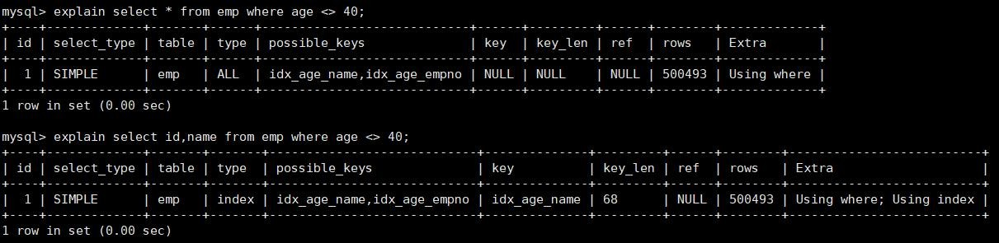 mysql> explain select * from emp where age <> 40;
+----+-------------+-------+------+----------------------------+------+---------+------+--------+-------------+
| id | select_type | table | type | possible_keys              | key  | key_len | ref  | rows   | Extra       |
+----+-------------+-------+------+----------------------------+------+---------+------+--------+-------------+
|  1 | SIMPLE      | emp   | ALL  | idx_age_name,idx_age_empno | NULL | NULL    | NULL | 500493 | Using where |
+----+-------------+-------+------+----------------------------+------+---------+------+--------+-------------+
1 row in set (0.00 sec)
mysql> explain select id,name from emp where age <> 40;
+----+-------------+-------+-------+----------------------------+--------------+---------+------+--------+--------------------------+
| id | select_type | table | type  | possible_keys              | key          | key_len | ref  | rows   | Extra                    |
+----+-------------+-------+-------+----------------------------+--------------+---------+------+--------+--------------------------+
|  1 | SIMPLE      | emp   | index | idx_age_name,idx_age_empno | idx_age_name | 68      | NULL | 500493 | Using where; Using index |
+----+-------------+-------+-------+----------------------------+--------------+---------+------+--------+--------------------------+
1 row in set (0.00 sec)